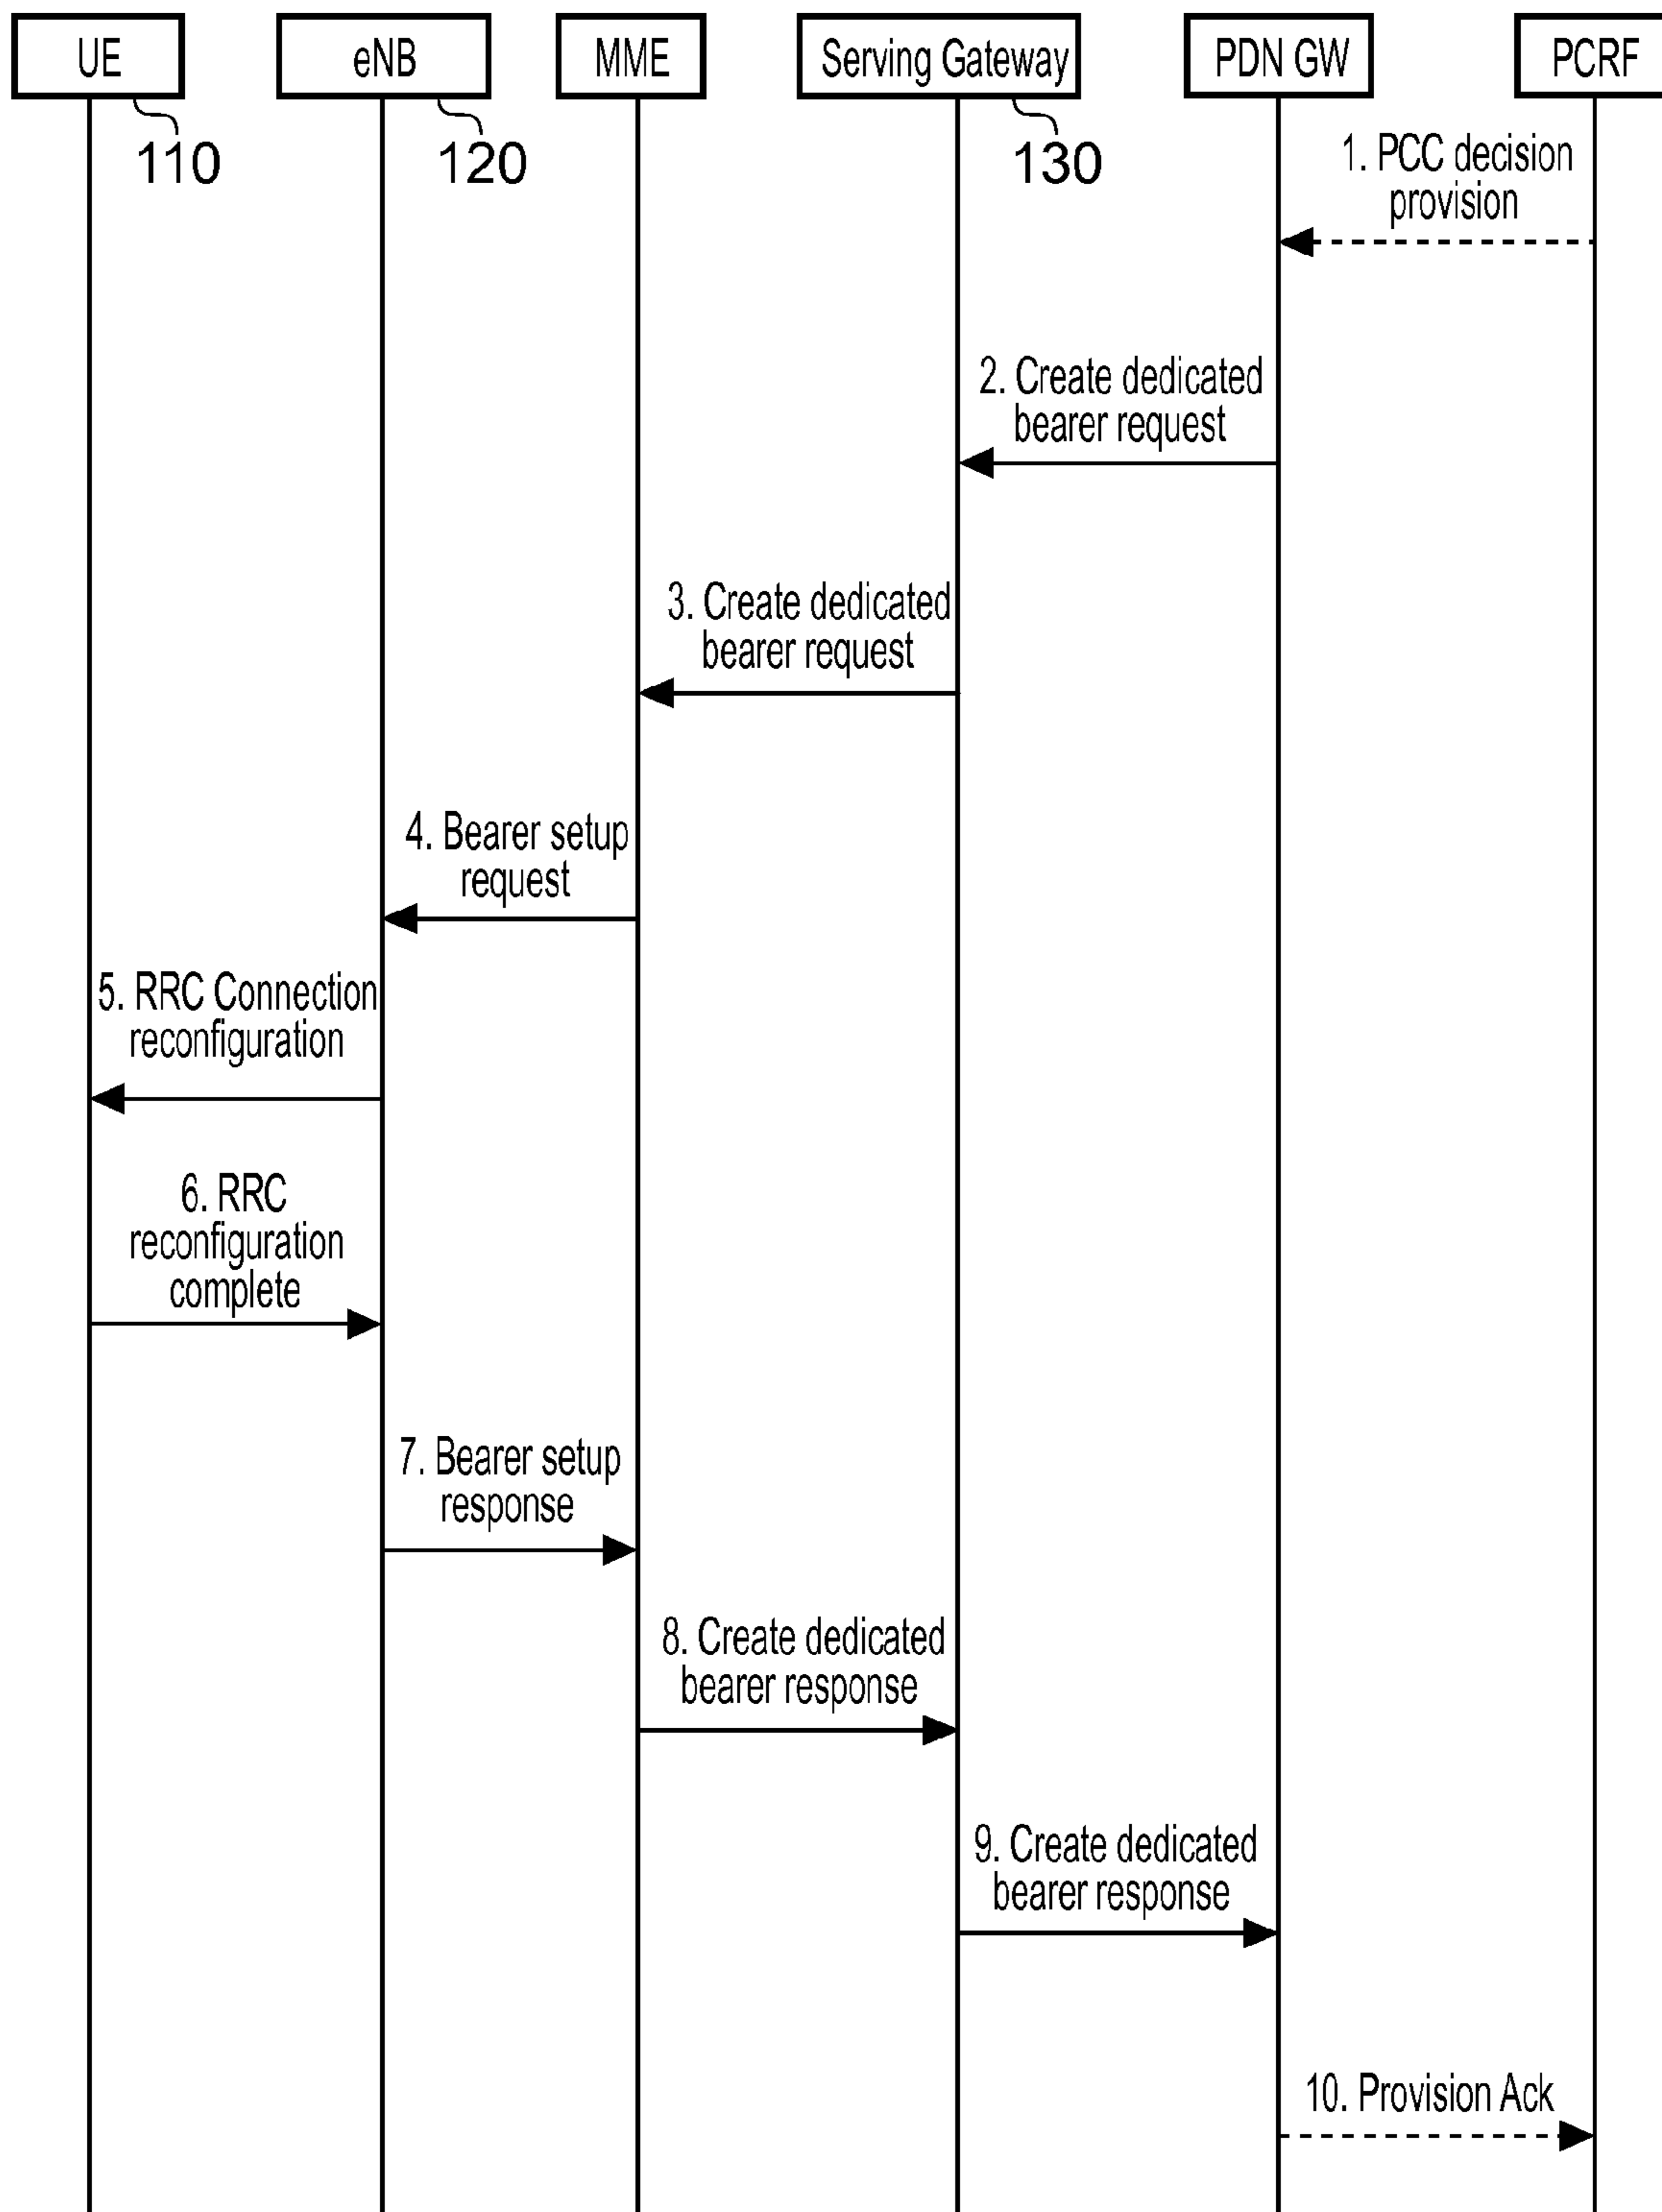 UE
eNB
MME
Serving Gateway
PDN GW
PCRF
110
120
130
1. PCC decision
provision
2. Create dedicated
bearer request
3. Create dedicated
bearer request
4. Bearer setup
request
5. RRC Connection
reconfiguration
6. RRC
reconfiguration
complete
7. Bearer setup
response
8. Create dedicated
bearer response
9. Create dedicated
bearer response
10. Provision Ack